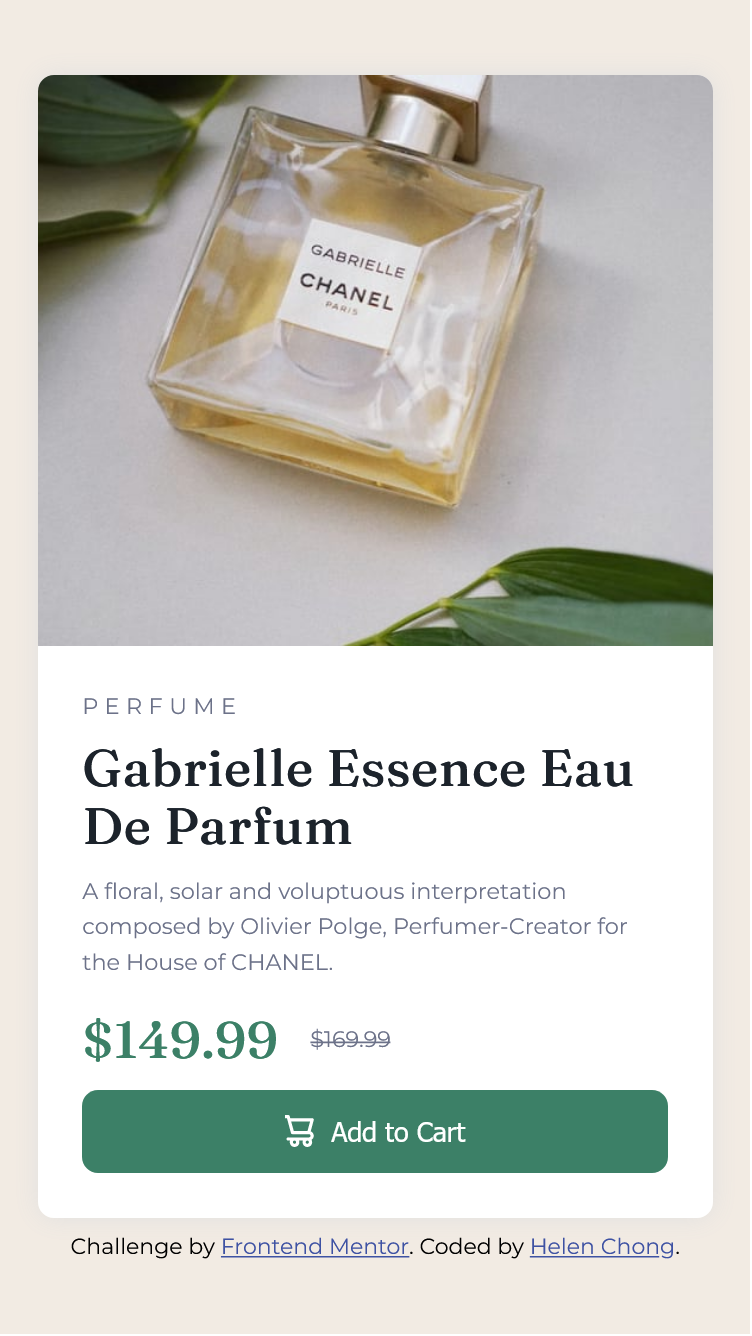 GABRIELLE
CHANEL
PARIS
PERFUME
Gabrielle Essence Eau
De Parfum
A floral, solar and voluptuous interpretation
composed by Olivier Polge, Perfumer-Creator for
the House of CHANEL.
$149.99 $169.99
Add to Cart
Challenge by Frontend Mentor. Coded by Helen Chong.